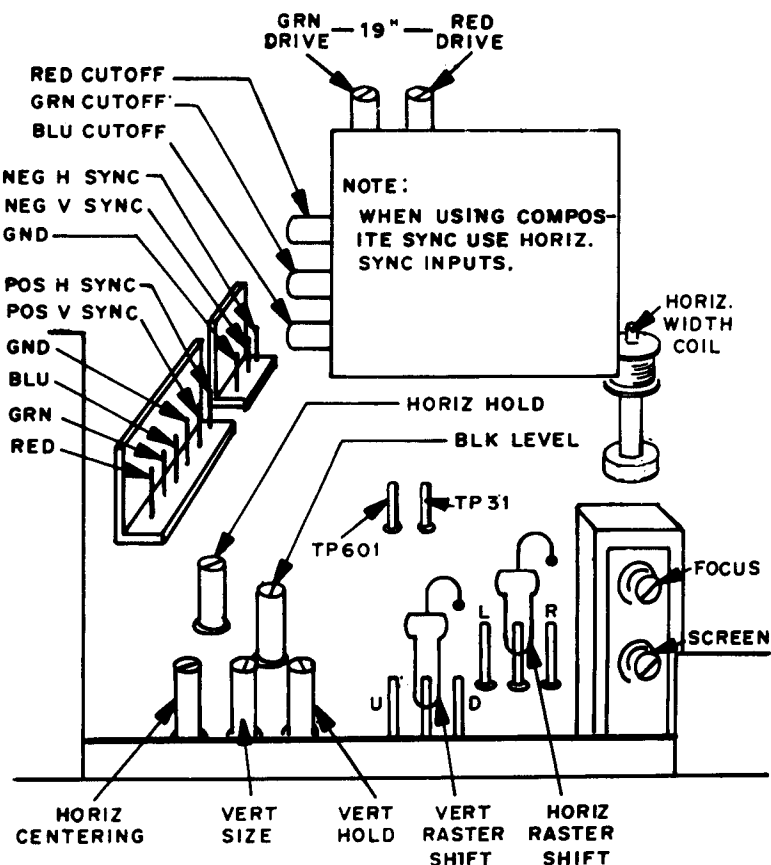 GRN DRIVE
— 19" —
RED DRIVE
RED CUTOFF
GRN CUTOFF
BLU CUTOFF
NEG H SYNC
NEG V SYNC
GND
POS H SYNC
POS V SYNC
GND
BLU
GRN
RED
NOTE:
WHEN USING COMPOS-
ITE SYNC USE HORIZ.
SYNC INPUTS.
HORIZ.
WIDTH
COIL
HORIZ HOLD
BLK LEVEL
TP601
TP31
FOCUS
SCREEN
L
R
U
D
HORIZ
CENTERING
VERT
SIZE
VERT
HOLD
VERT
RASTER
SHIFT
HORIZ
RASTER
SHIFT